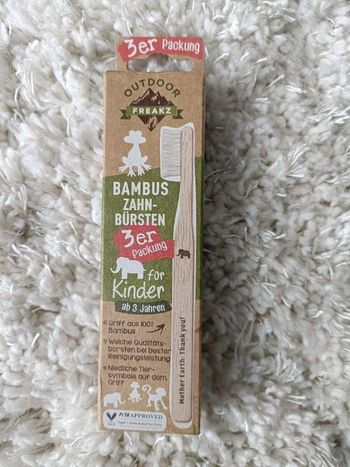 3er Packung
OUTDOOR
FREAKZ
BAMBUS
ZAHN-
BÜRSTEN
3er
Packung
für
Kinder
ab 3 Jahren
Griff aus 100%
Bambus
Weiche Qualitäts-
borsten bei bester
Reinigungsleistung
Niedliche Tier-
symbole auf dem
Griff
APPROVED
Mother Earth: Thank you!